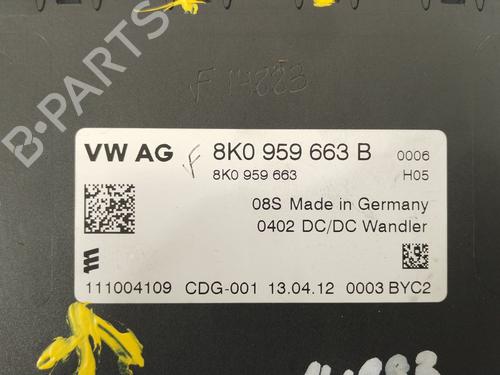 F 14883
VW AG F 8K0 959 663 B 0006
8K0 959 663 H05
08S Made in Germany
0402 DC/DC Wandler
111004109 CDG-001 13.04.12 0003 BYC2